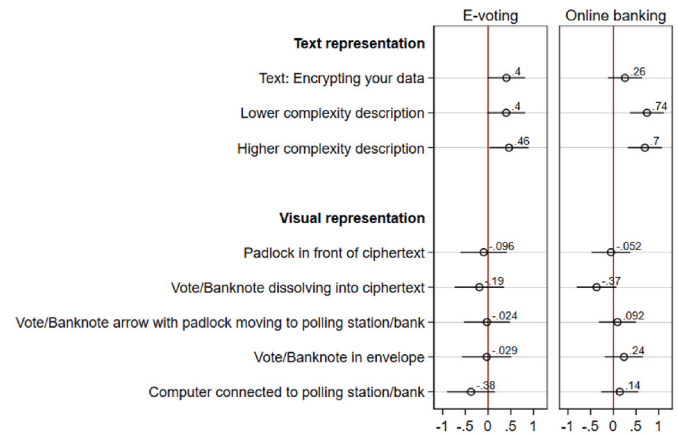 E-voting Online banking
Text representation
Text: Encrypting your data .4 .26
Lower complexity description .4 .74
Higher complexity description .46 .7
Visual representation
Padlock in front of ciphertext -.096 -.052
Vote/Banknote dissolving into ciphertext -.19 -.37
Vote/Banknote arrow with padlock moving to polling station/bank -.024 .092
Vote/Banknote in envelope -.029 .24
Computer connected to polling station/bank -.38 .14
-1 -.5 0 .5 1 -1 -.5 0 .5 1